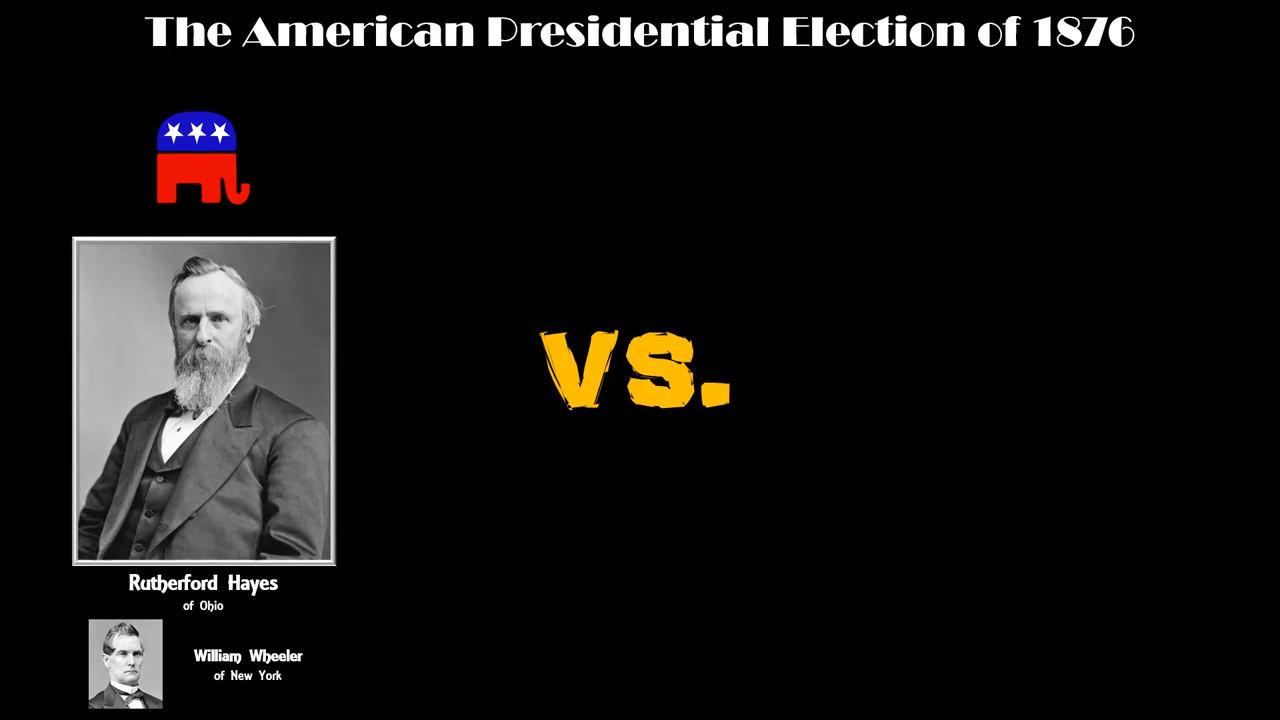 The American Presidential Election of 1876
VS.
Rutherford Hayes
of Ohio
William Wheeler
of New York